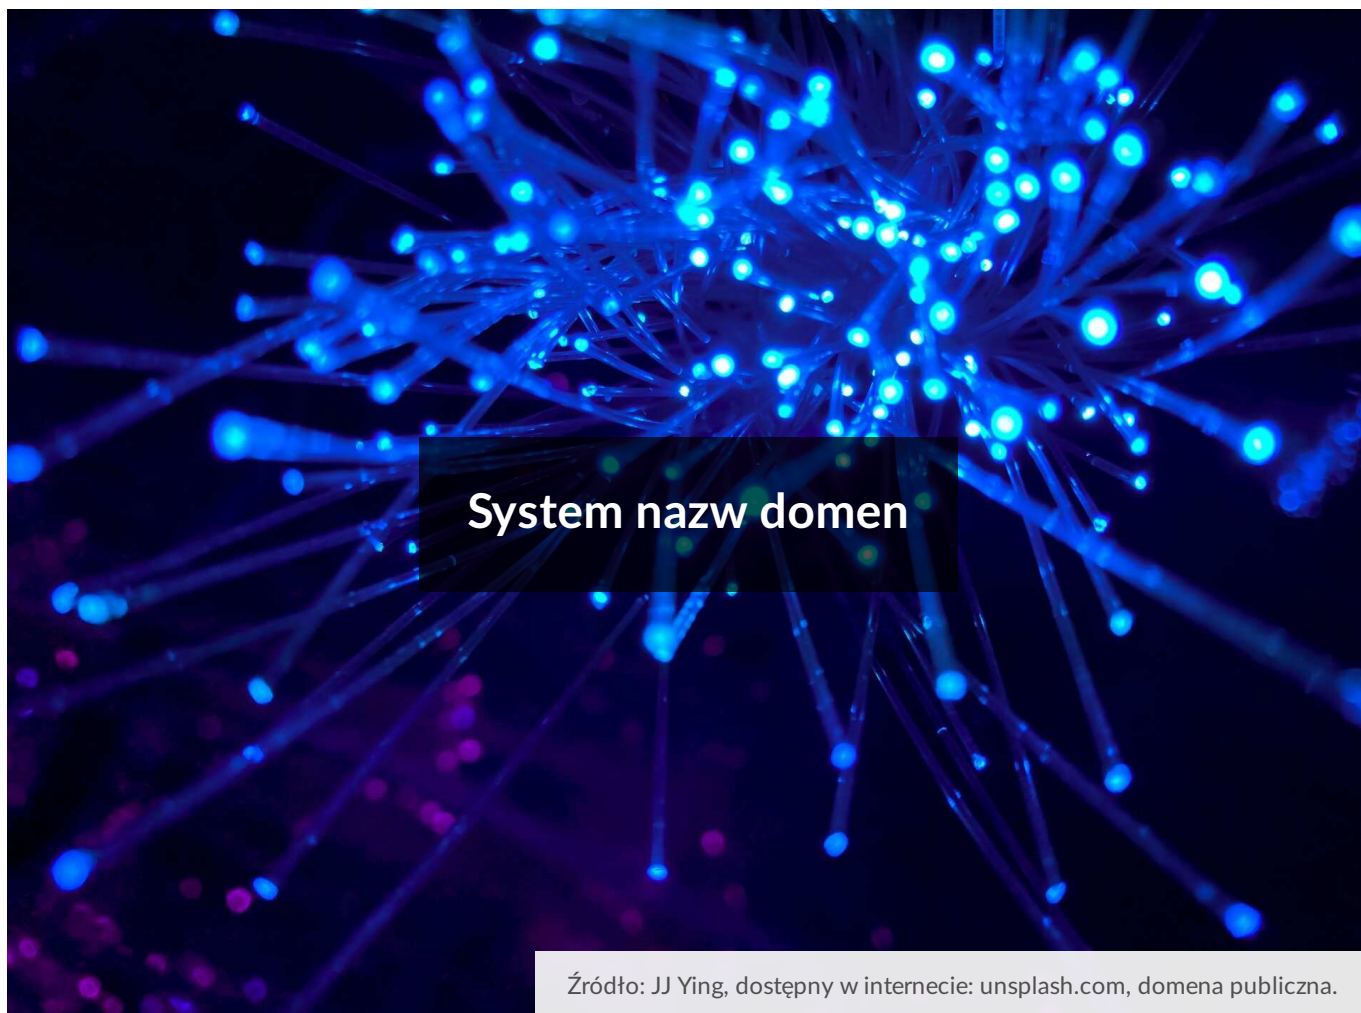 System nazw domen
Źródło: JJ Ying, dostępny w internecie: unsplash.com, domena publiczna.